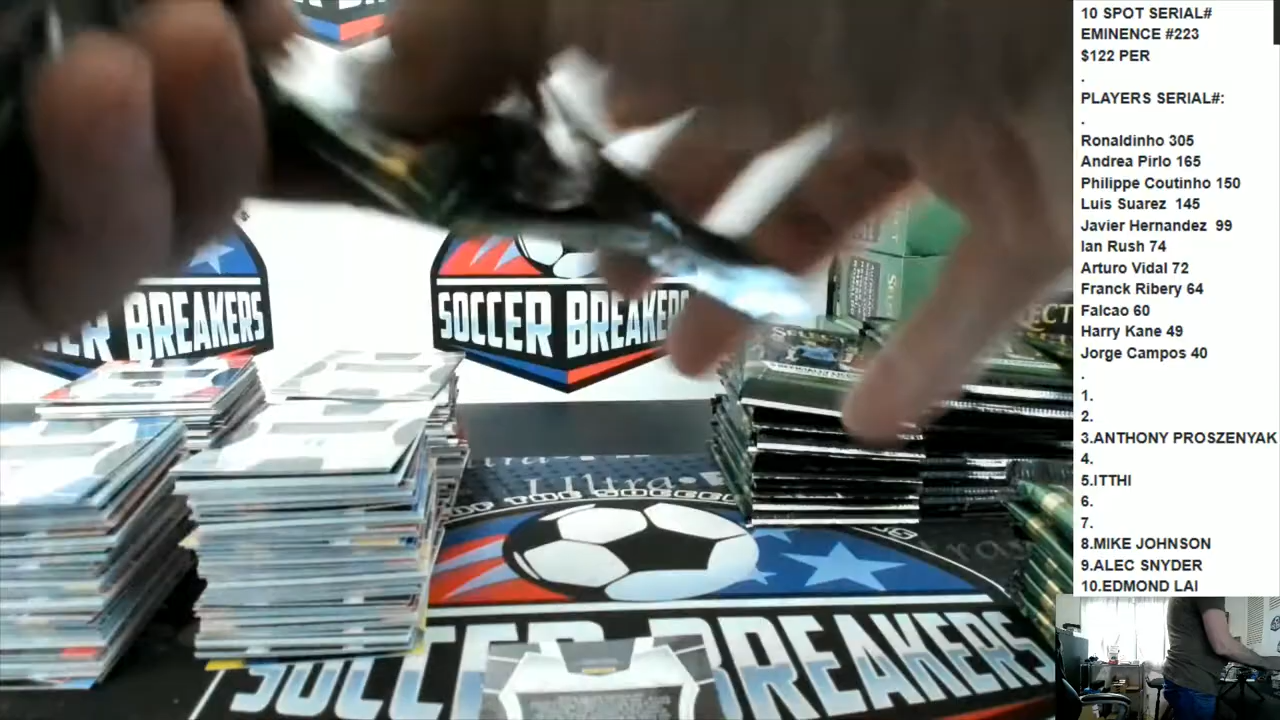 10 SPOT SERIAL#
EMINENCE #223
$122 PER
.
PLAYERS SERIAL#:
.
Ronaldinho 305
Andrea Pirlo 165
Philippe Coutinho 150
Luis Suarez 145
Javier Hernandez 99
Ian Rush 74
Arturo Vidal 72
Franck Ribery 64
Falcao 60
Harry Kane 49
Jorge Campos 40
.
1.
2.
3.ANTHONY PROSZENYAK
4.
5.ITTHI
6.
7.
8.MIKE JOHNSON
9.ALEC SNYDER
10.EDMOND LAI
BREAKERS
SOCCER BREAKERS
Ultra
SOCCER BREAKERS